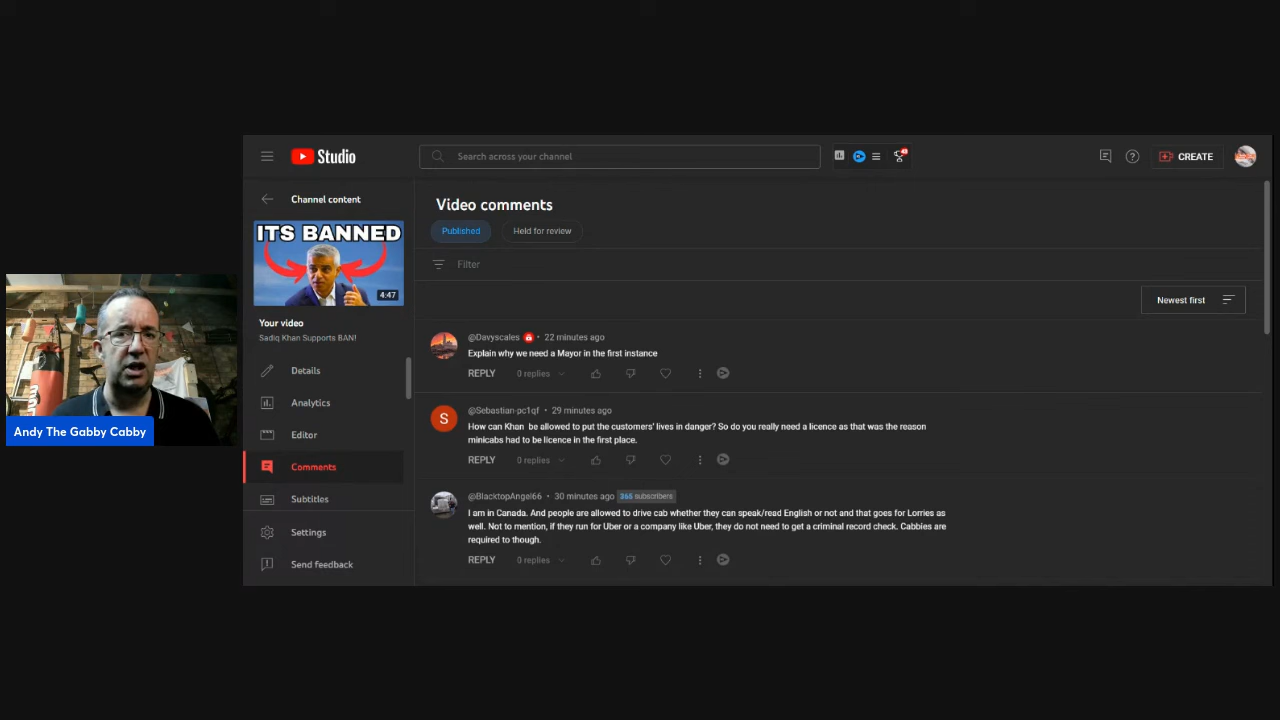 Studio
Search across your channel
CREATE
Channel content
ITS BANNED
4:47
Your video
Sadiq Khan Supports BAN!
Details
Analytics
Editor
Comments
Subtitles
Settings
Send feedback
Video comments
Published
Held for review
Filter
Newest first
@Davyscales • 22 minutes ago
Explain why we need a Mayor in the first instance
REPLY 0 replies
S
@Sebastian-pc1qf • 29 minutes ago
How can Khan be allowed to put the customers' lives in danger? So do you really need a licence as that was the reason
minicabs had to be licence in the first place.
REPLY 0 replies
@BlacktopAngel66 • 30 minutes ago 365 subscribers
I am in Canada. And people are allowed to drive cab whether they can speak/read English or not and that goes for Lorries as
well. Not to mention, if they run for Uber or a company like Uber, they do not need to get a criminal record check. Cabbies are
required to though.
REPLY 0 replies
Andy The Gabby Cabby